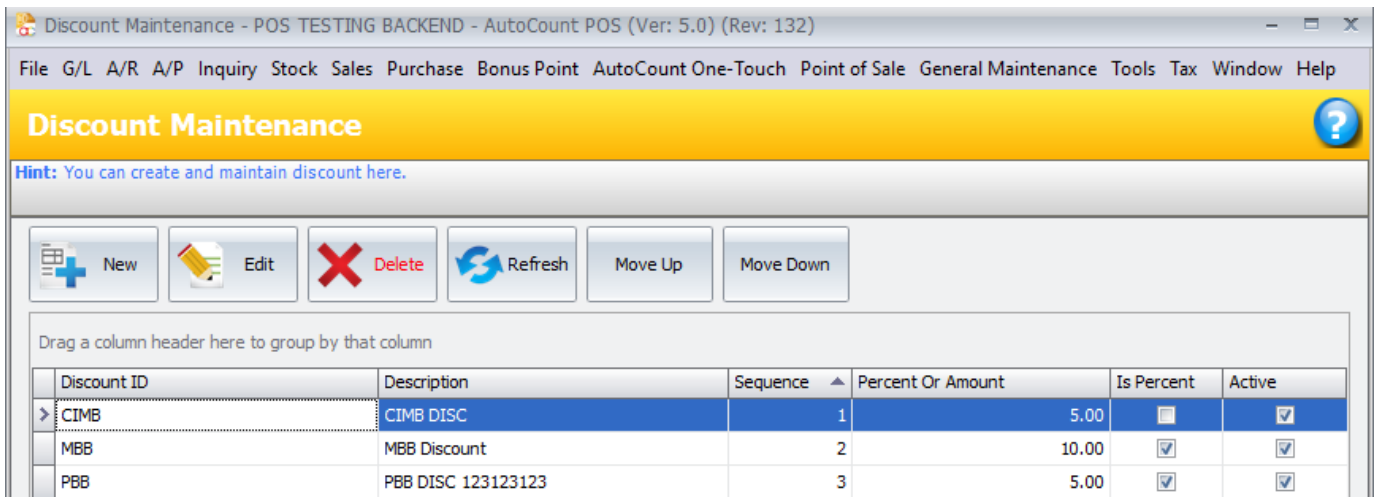 Discount Maintenance - POS TESTING BACKEND - AutoCount POS (Ver: 5.0) (Rev: 132)
File G/L A/R A/P Inquiry Stock Sales Purchase Bonus Point AutoCount One-Touch Point of Sale General Maintenance Tools Tax Window Help
Discount Maintenance
?
Hint: You can create and maintain discount here.
New Edit Delete Refresh Move Up Move Down
Drag a column header here to group by that column
Discount ID Description Sequence Percent Or Amount Is Percent Active
CIMB CIMB DISC 1 5.00
MBB MBB Discount 2 10.00
PBB PBB DISC 123123123 3 5.00